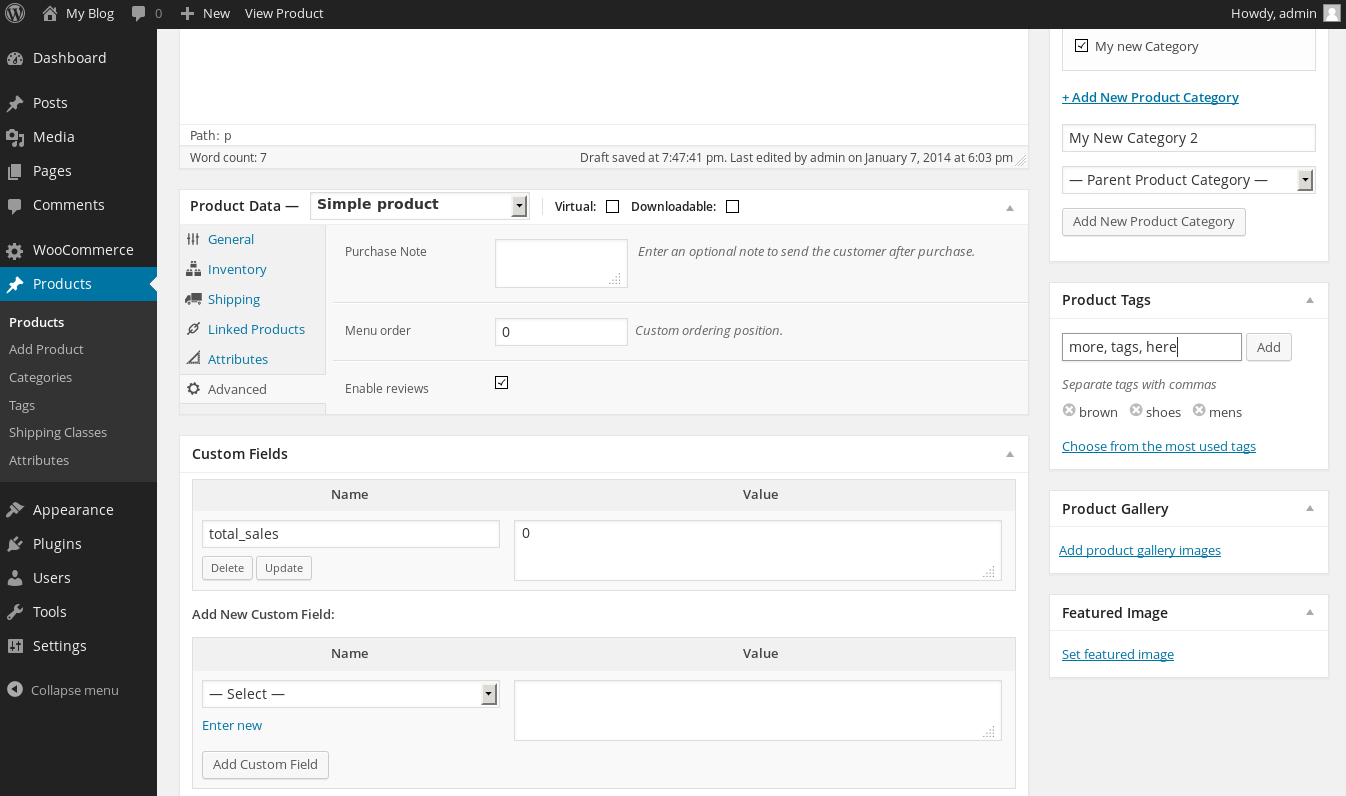 My Blog 0 New View Product Howdy, admin
Dashboard
Posts
Media
Pages
Comments
WooCommerce
Products
Products
Add Product
Categories
Tags
Shipping Classes
Attributes
Appearance
Plugins
Users
Tools
Settings
Collapse menu
Path: p
Word count: 7 Draft saved at 7:47:41 pm. Last edited by admin on January 7, 2014 at 6:03 pm
Product Data — Simple product Virtual: Downloadable:
General
Inventory
Shipping
Linked Products
Attributes
Advanced
Purchase Note Enter an optional note to send the customer after purchase.
Menu order 0 Custom ordering position.
Enable reviews
Custom Fields
Name Value
total_sales 0
Delete Update
Add New Custom Field:
Name Value
— Select —
Enter new
Add Custom Field
My new Category
+ Add New Product Category
My New Category 2
— Parent Product Category —
Add New Product Category
Product Tags
more, tags, here Add
Separate tags with commas
brown shoes mens
Choose from the most used tags
Product Gallery
Add product gallery images
Featured Image
Set featured image